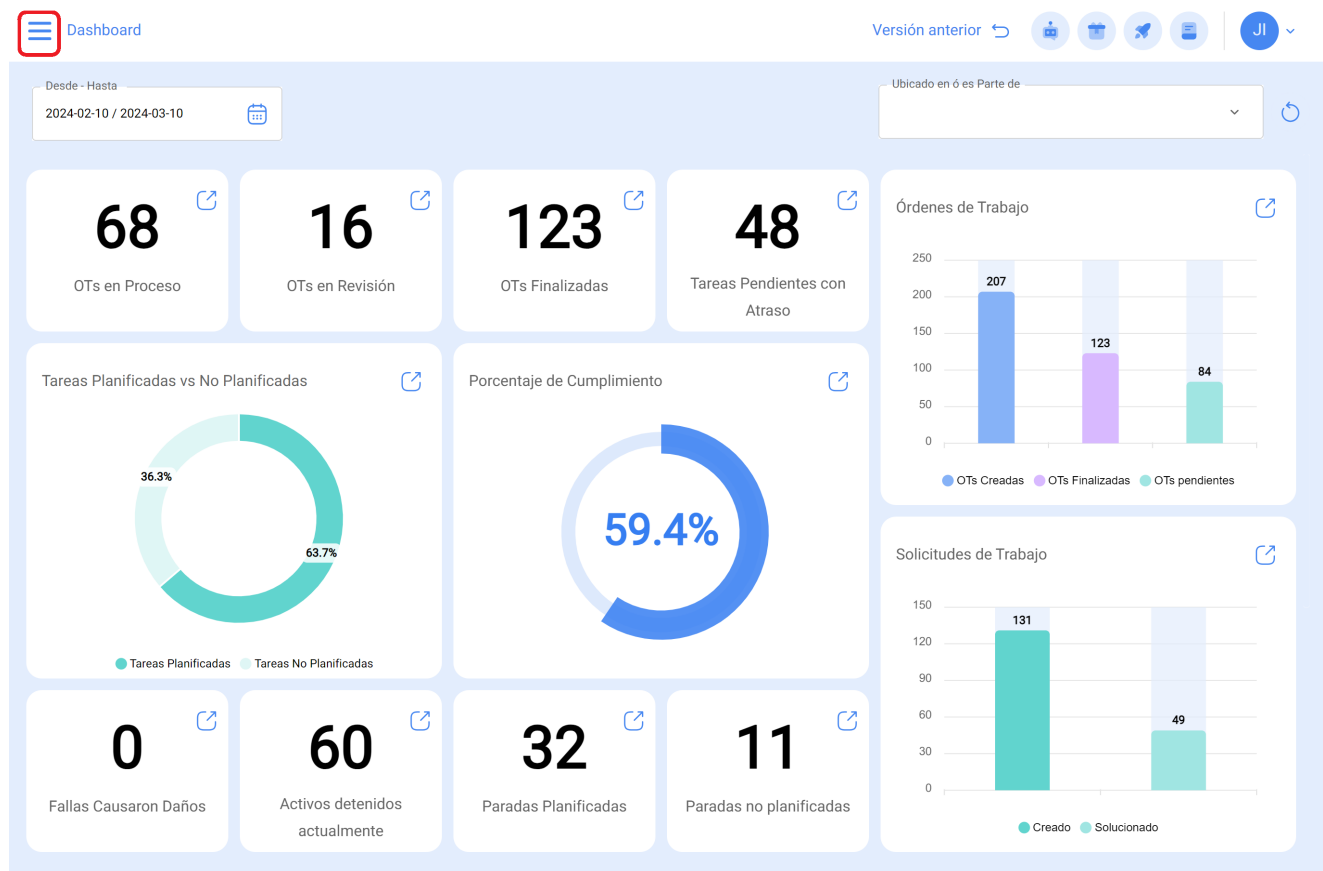 Dashboard
Versión anterior
JI
Desde - Hasta
2024-02-10 / 2024-03-10
Ubicado en ó es Parte de
68
OTs en Proceso
16
OTs en Revisión
123
OTs Finalizadas
48
Tareas Pendientes con
Atraso
Órdenes de Trabajo
250
200
150
100
50
0
207
123
84
OTs Creadas
OTs Finalizadas
OTs pendientes
Tareas Planificadas vs No Planificadas
36.3%
63.7%
Tareas Planificadas
Tareas No Planificadas
Porcentaje de Cumplimiento
59.4%
Solicitudes de Trabajo
150
120
90
60
30
0
131
49
Creado
Solucionado
0
Fallas Causaron Daños
60
Activos detenidos
actualmente
32
Paradas Planificadas
11
Paradas no planificadas